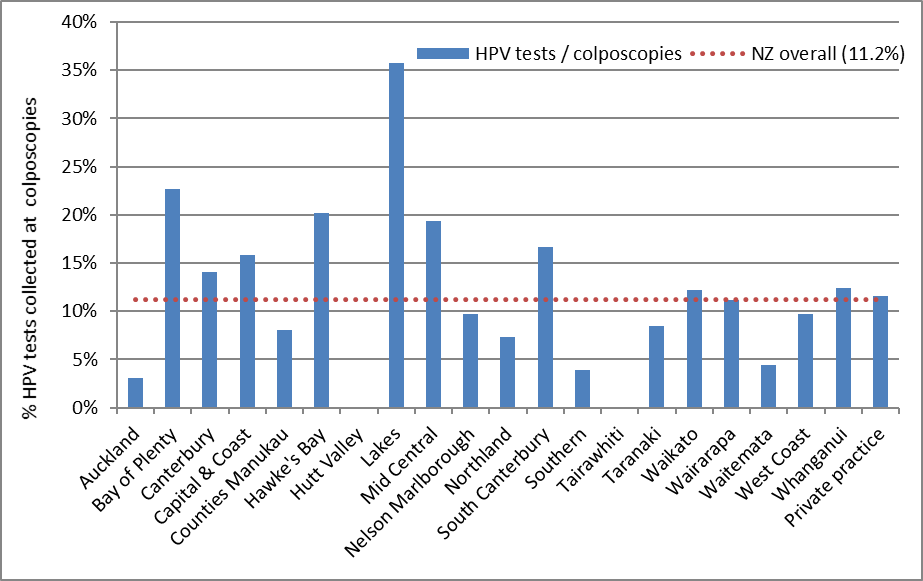 40%
35%
30%
25%
20%
15%
10%
5%
0%
% HPV tests collected at  colposcopies
HPV tests / colposcopies
NZ overall (11.2%)
Auckland
Bay of Plenty
Canterbury
Capital & Coast
Counties Manukau
Hawke's Bay
Hutt Valley
Lakes
Mid Central
Nelson Marlborough
Northland
South Canterbury
Southern
Tairawhiti
Taranaki
Waikato
Wairarapa
Waitemata
West Coast
Whanganui
Private practice